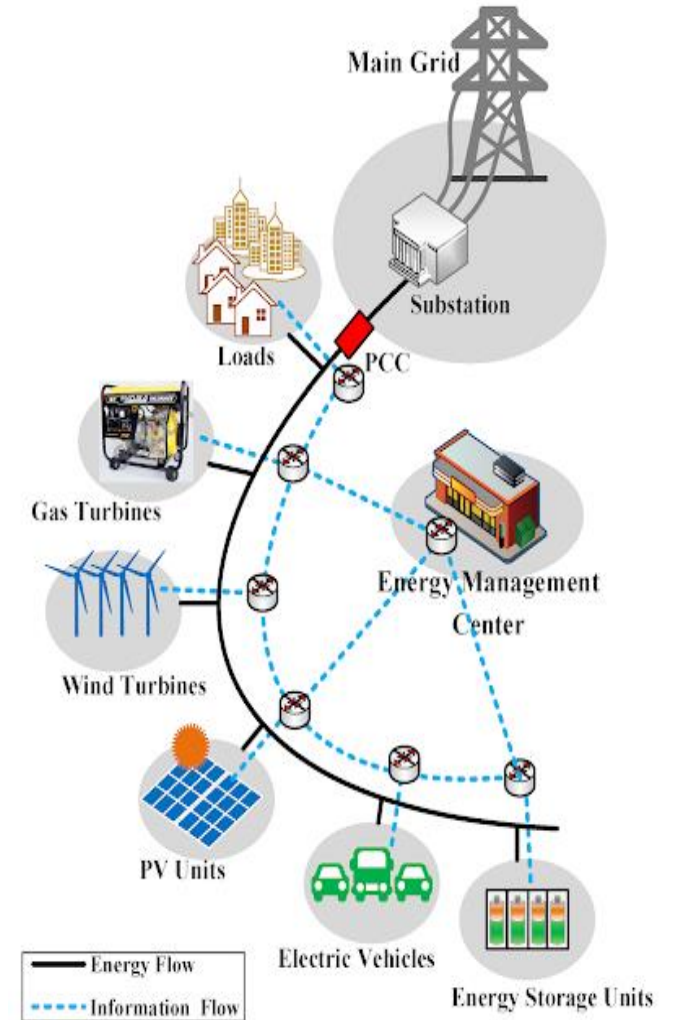 Main Grid
Substation
PCC
Loads
Gas Turbines
Energy Management
Center
Wind Turbines
PV Units
Electric Vehicles
Energy Storage Units
Energy Flow
Information Flow